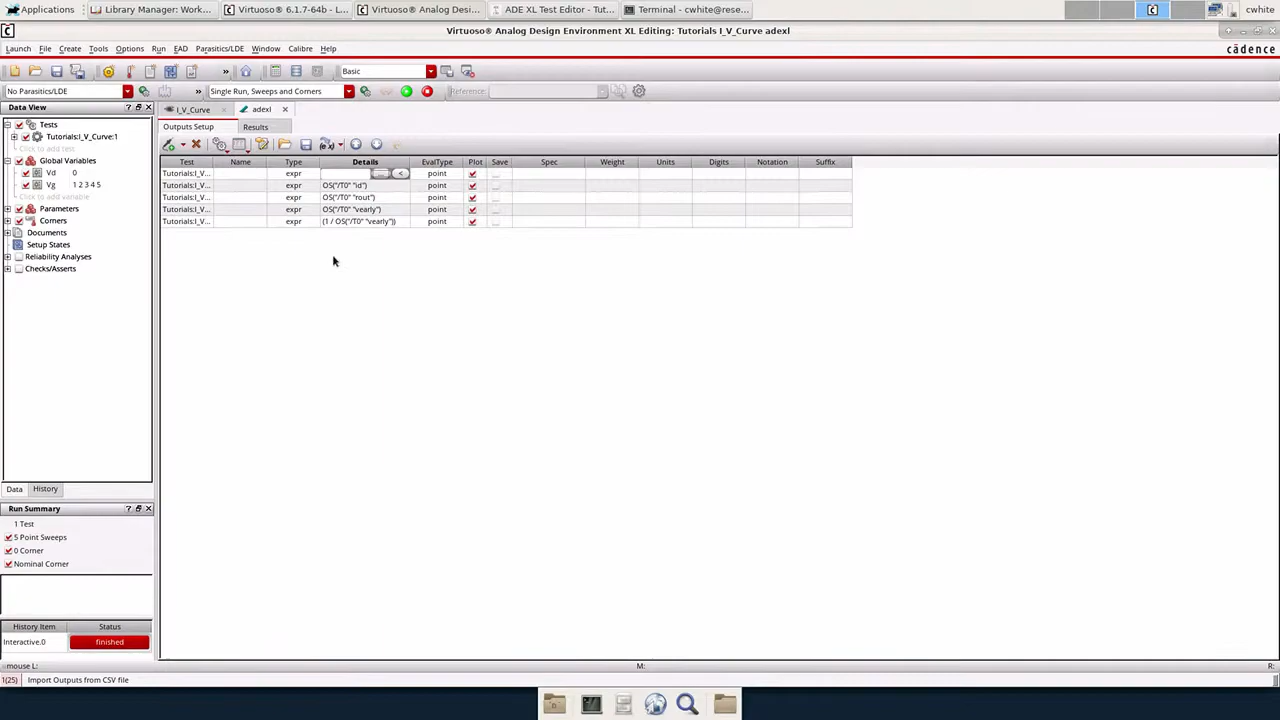 Applications
Library Manager: Work...
Virtuoso® 6.1.7-64b - L...
Virtuoso® Analog Desi...
ADE XL Test Editor - Tut...
Terminal - cwhite@rese...
cwhite
Virtuoso® Analog Design Environment XL Editing: Tutorials I_V_Curve adexl
Launch File Create Tools Options Run EAD Parasitics/LDE Window Calibre Help
cādence
» Basic
No Parasitics/LDE » Single Run, Sweeps and Corners Reference:
Data View
I_V_Curve adexl
Outputs Setup Results
Tests
Tutorials:I_V_Curve:1
Click to add test
Global Variables
Vd 0
Vg 1 2 3 4 5
Click to add variable
Parameters
Corners
Documents
Setup States
Reliability Analyses
Checks/Asserts
Test Name Type Details EvalType Plot Save Spec Weight Units Digits Notation Suffix
Tutorials:I_V... expr ... < point
Tutorials:I_V... expr OS("/T0" "id") point
Tutorials:I_V... expr OS("/T0" "rout") point
Tutorials:I_V... expr OS("/T0" "vearly") point
Tutorials:I_V... expr (1 / OS("/T0" "vearly")) point
Data History
Run Summary
1 Test
5 Point Sweeps
0 Corner
Nominal Corner
History Item Status
Interactive.0 finished
mouse L: M: R:
1(25) Import Outputs from CSV file